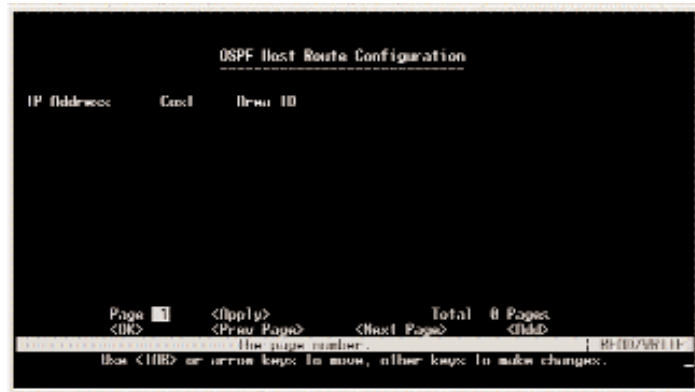 OSPF Host Route Configuration
IP Address Cost Area ID
Page 1 <Apply> Total 0 Pages
<OK> <Prev Page> <Next Page> <Add>
The page number. | READ/WRITE
Use <TAB> or arrow keys to move, other keys to make changes.